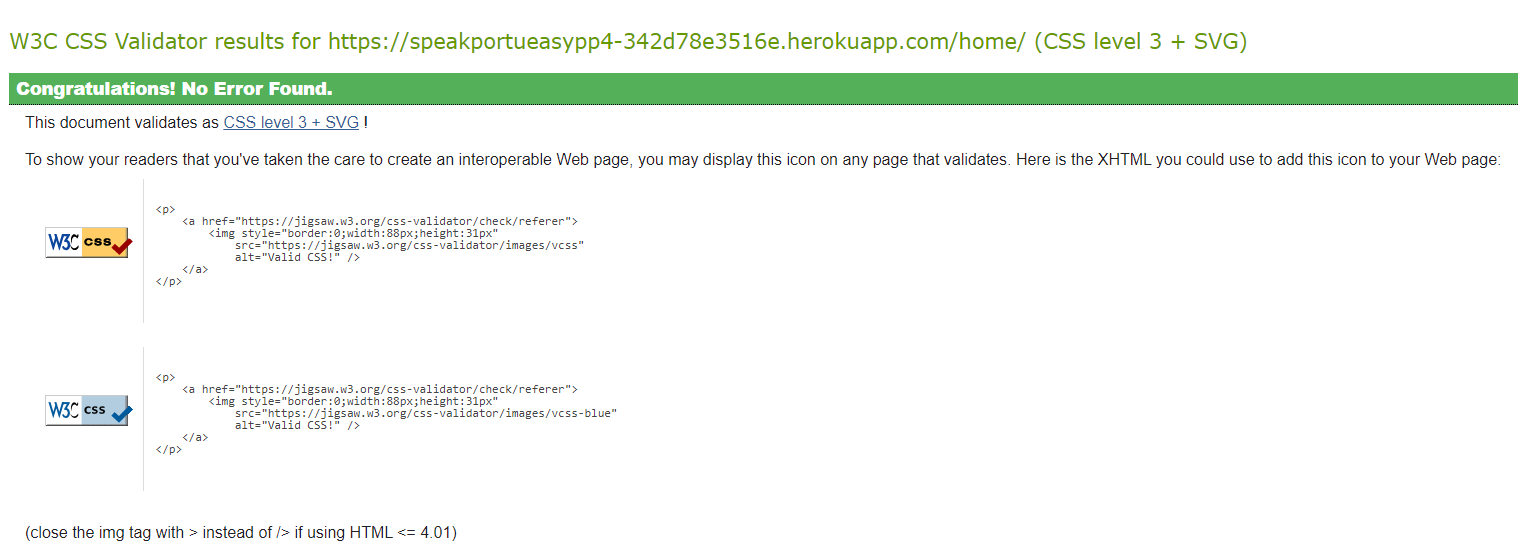 W3C CSS Validator results for https://speakportueasypp4-342d78e3516e.herokuapp.com/home/ (CSS level 3 + SVG)
Congratulations! No Error Found.
This document validates as CSS level 3 + SVG !
To show your readers that you've taken the care to create an interoperable Web page, you may display this icon on any page that validates. Here is the XHTML you could use to add this icon to your Web page:
W3C css
<p>
<a href="https://jigsaw.w3.org/css-validator/check/referer">
<img style="border:0;width:88px;height:31px"
src="https://jigsaw.w3.org/css-validator/images/vcss"
alt="Valid CSS!" />
</a>
</p>
W3C css
<p>
<a href="https://jigsaw.w3.org/css-validator/check/referer">
<img style="border:0;width:88px;height:31px"
src="https://jigsaw.w3.org/css-validator/images/vcss-blue"
alt="Valid CSS!" />
</a>
</p>
(close the img tag with > instead of /> if using HTML <= 4.01)